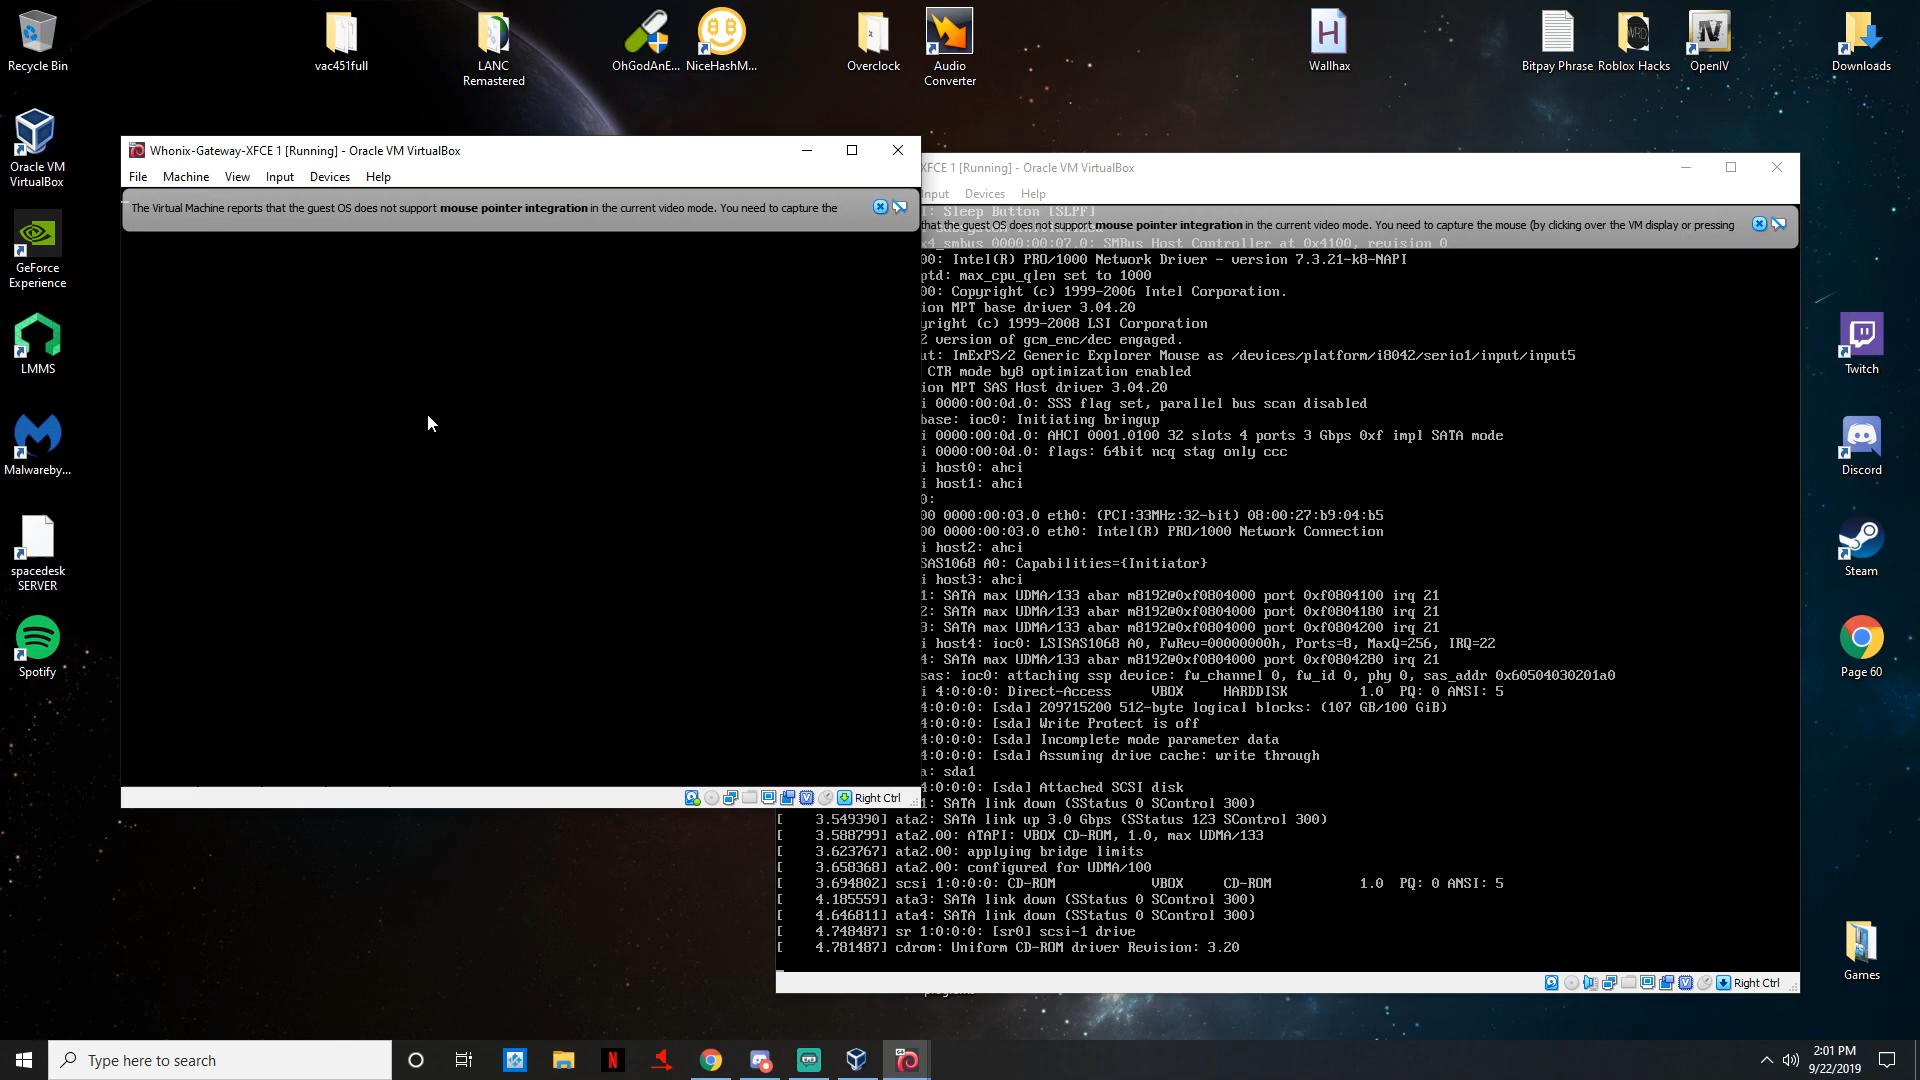 Recycle Bin
vac451full
LANC
Remastered
OhGodAnE...
NiceHashM...
Overclock
Audio
Converter
H
Wallhax
Bitpay Phrase
WRD
Roblox Hacks
OpenIV
Downloads
Oracle VM
VirtualBox
GeForce
Experience
LMMS
Malwareby...
spacedesk
SERVER
Spotify
Twitch
Discord
Steam
Page 60
Games
Whonix-Gateway-XFCE 1 [Running] - Oracle VM VirtualBox
File Machine View Input Devices Help
The Virtual Machine reports that the guest OS does not support mouse pointer integration in the current video mode. You need to capture the
Right Ctrl
XFCE 1 [Running] - Oracle VM VirtualBox
nput Devices Help
: Sleep Button [SLPF]
that the guest OS does not support mouse pointer integration in the current video mode. You need to capture the mouse (by clicking over the VM display or pressing
x4_smbus 0000:00:07.0: SMBus Host Controller at 0x4100, revision 0
00: Intel(R) PRO/1000 Network Driver - version 7.3.21-k8-NAPI
ptd: max_cpu_qlen set to 1000
00: Copyright (c) 1999-2006 Intel Corporation.
ion MPT base driver 3.04.20
yright (c) 1999-2008 LSI Corporation
2 version of gcm_enc/dec engaged.
ut: ImExPS/2 Generic Explorer Mouse as /devices/platform/i8042/serio1/input/input5
CTR mode by8 optimization enabled
ion MPT SAS Host driver 3.04.20
i 0000:00:0d.0: SSS flag set, parallel bus scan disabled
base: ioc0: Initiating bringup
i 0000:00:0d.0: AHCI 0001.0100 32 slots 4 ports 3 Gbps 0xf impl SATA mode
i 0000:00:0d.0: flags: 64bit ncq stag only ccc
i host0: ahci
i host1: ahci
0:
00 0000:00:03.0 eth0: (PCI:33MHz:32-bit) 08:00:27:b9:04:b5
00 0000:00:03.0 eth0: Intel(R) PRO/1000 Network Connection
i host2: ahci
SAS1068 A0: Capabilities={Initiator}
i host3: ahci
1: SATA max UDMA/133 abar m8192@0xf0804000 port 0xf0804100 irq 21
2: SATA max UDMA/133 abar m8192@0xf0804000 port 0xf0804180 irq 21
3: SATA max UDMA/133 abar m8192@0xf0804000 port 0xf0804200 irq 21
i host4: ioc0: LSISAS1068 A0, FwRev=00000000h, Ports=8, MaxQ=256, IRQ=22
4: SATA max UDMA/133 abar m8192@0xf0804000 port 0xf0804280 irq 21
sas: ioc0: attaching ssp device: fw_channel 0, fw_id 0, phy 0, sas_addr 0x60504030201a0
i 4:0:0:0: Direct-Access VBOX HARDDISK 1.0 PQ: 0 ANSI: 5
4:0:0:0: [sda] 209715200 512-byte logical blocks: (107 GB/100 GiB)
4:0:0:0: [sda] Write Protect is off
4:0:0:0: [sda] Incomplete mode parameter data
4:0:0:0: [sda] Assuming drive cache: write through
a: sda1
4:0:0:0: [sda] Attached SCSI disk
1: SATA link down (SStatus 0 SControl 300)
[ 3.549390] ata2: SATA link up 3.0 Gbps (SStatus 123 SControl 300)
[ 3.588799] ata2.00: ATAPI: VBOX CD-ROM, 1.0, max UDMA/133
[ 3.623767] ata2.00: applying bridge limits
[ 3.658368] ata2.00: configured for UDMA/100
[ 3.694802] scsi 1:0:0:0: CD-ROM VBOX CD-ROM 1.0 PQ: 0 ANSI: 5
[ 4.185559] ata3: SATA link down (SStatus 0 SControl 300)
[ 4.646811] ata4: SATA link down (SStatus 0 SControl 300)
[ 4.748487] sr 1:0:0:0: [sr0] scsi-1 drive
[ 4.781487] cdrom: Uniform CD-ROM driver Revision: 3.20
Right Ctrl
Type here to search
2:01 PM
9/22/2019